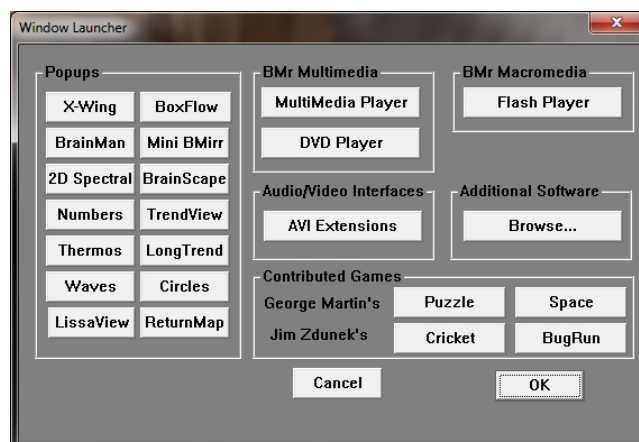 Window Launcher
Popups
X-Wing BoxFlow
BrainMan Mini BMirr
2D Spectral BrainScape
Numbers TrendView
Thermos LongTrend
Waves Circles
LissaView ReturnMap
BMr Multimedia
MultiMedia Player
DVD Player
BMr Macromedia
Flash Player
Audio/Video Interfaces
AVI Extensions
Additional Software
Browse...
Contributed Games
George Martin's Puzzle Space
Jim Zdunek's Cricket BugRun
Cancel OK